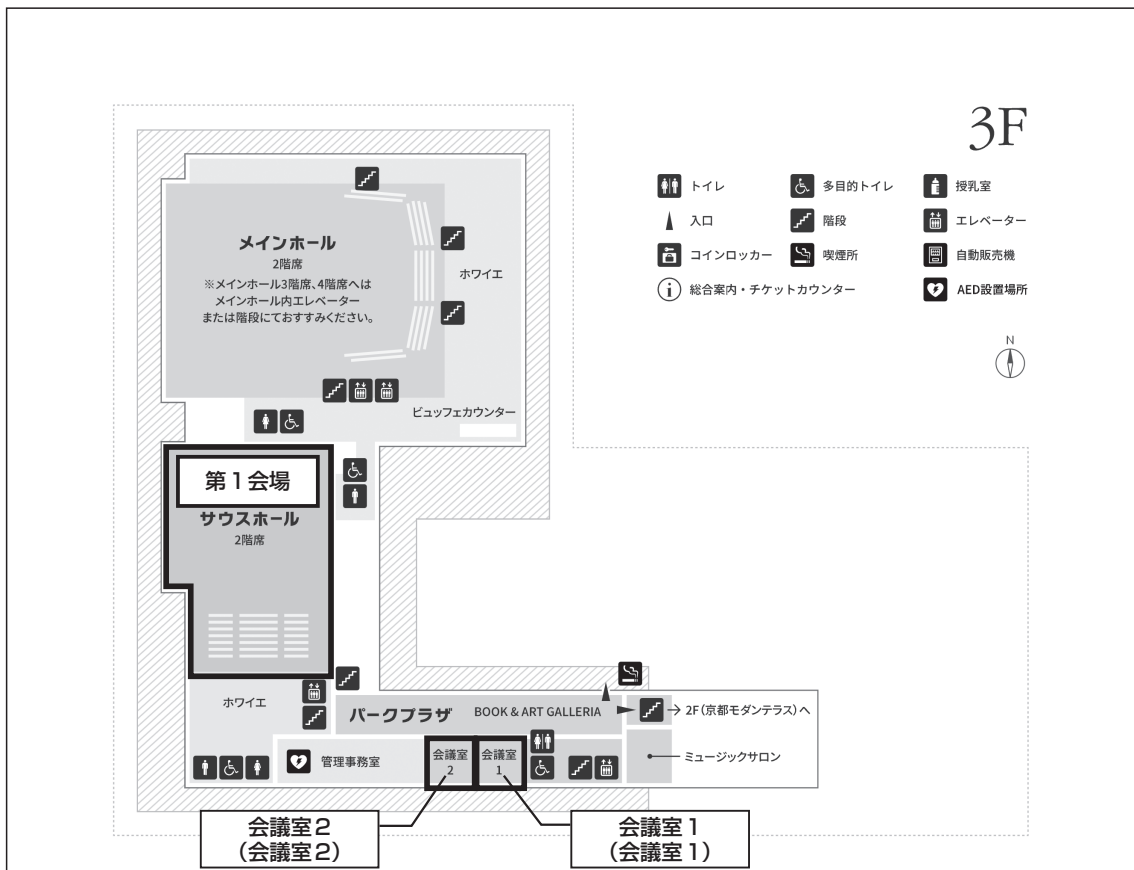 3F
トイレ
多目的トイレ
授乳室
入口
階段
エレベーター
コインロッカー
喫煙所
自動販売機
i
総合案内・チケットカウンター
AED設置場所
N
メインホール
2階席
※メインホール3階席、4階席へは
メインホール内エレベーター
または階段にておすすみください。
ホワイエ
ビュッフェカウンター
第1会場
サウスホール
2階席
ホワイエ
パークプラザ
BOOK & ART GALLERIA
→ 2F(京都モダンテラス)へ
管理事務室
会議室
2
会議室
1
ミュージックサロン
会議室2
(会議室2)
会議室1
(会議室1)